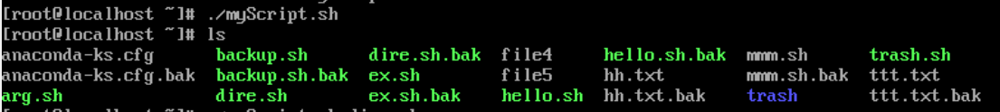 [root@localhost ~]# ./myScript.sh
[root@localhost ~]# ls
anaconda-ks.cfg backup.sh dire.sh.bak file4 hello.sh.bak mmm.sh trash.sh
anaconda-ks.cfg.bak backup.sh.bak ex.sh file5 hh.txt mmm.sh.bak ttt.txt
arg.sh dire.sh ex.sh.bak hello.sh hh.txt.bak trash ttt.txt.bak